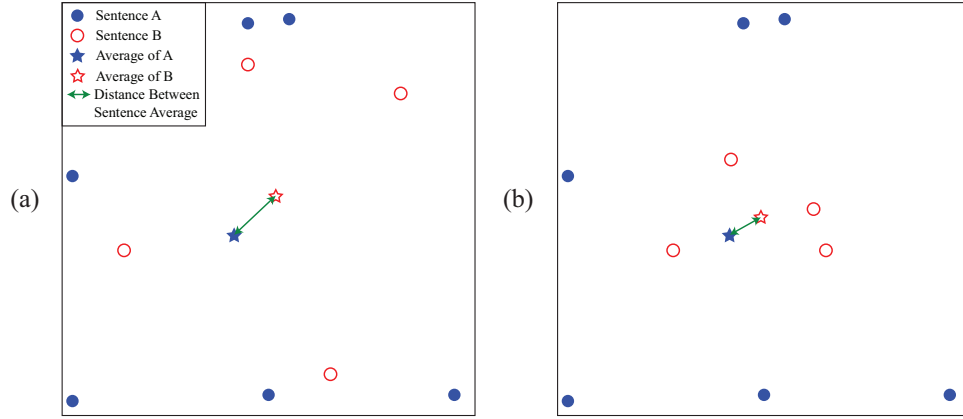 Sentence A
Sentence B
Average of A
Average of B
Distance Between
Sentence Average
(a)
(b)